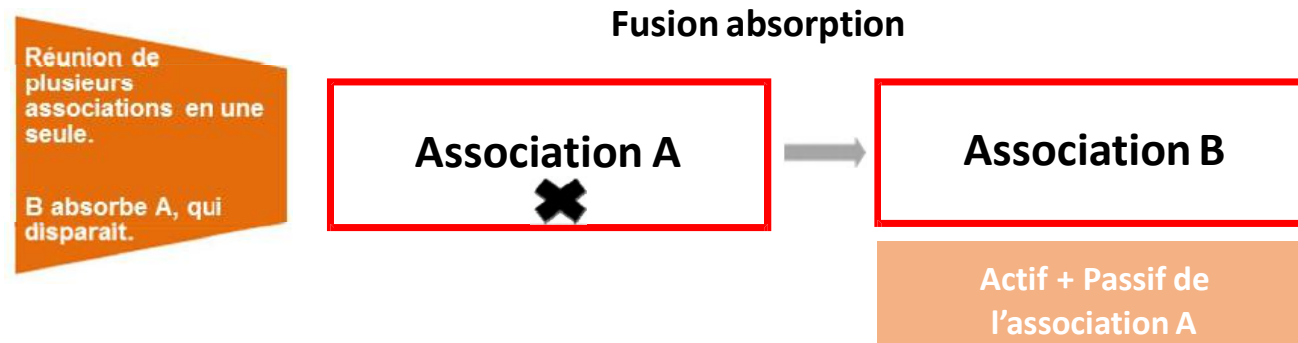 Fusion absorption
Réunion de
plusieurs
associations en une
seule.
B absorbe A, qui
disparait.
Association A
Association B
Actif + Passif de
l’association A